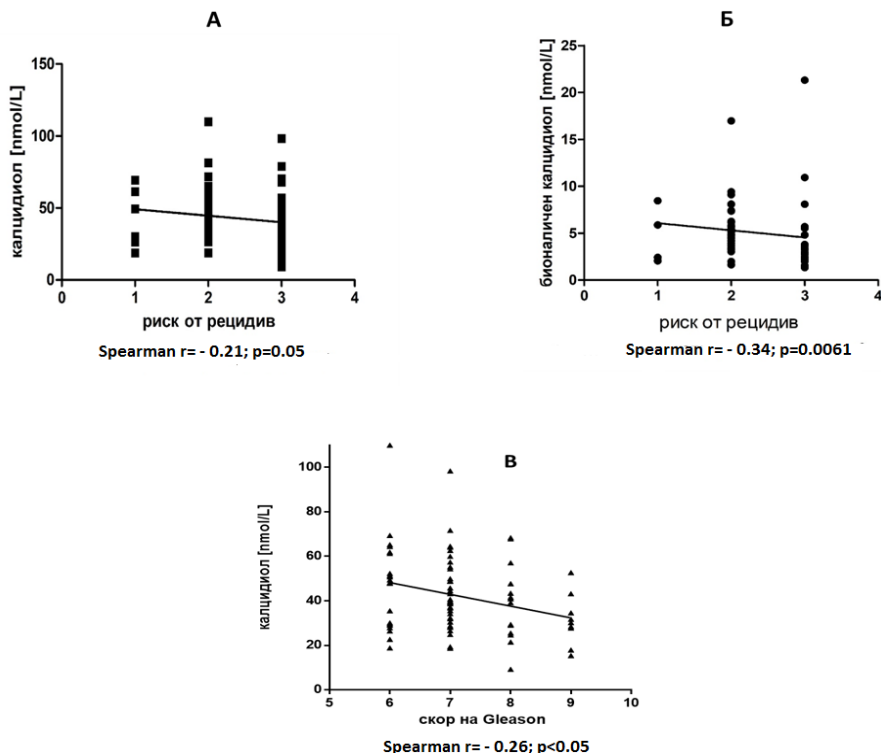 А
калцидиол [nmol/L]
150
100
50
0
0 1 2 3 4
риск от рецидив
Spearman r= - 0.21; p=0.05
Б
бионаличен калцидиол [nmol/L]
25
20
15
10
5
0
0 1 2 3 4
риск от рецидив
Spearman r= - 0.34; p=0.0061
В
калцидиол [nmol/L]
100
80
60
40
20
0
5 6 7 8 9 10
скор на Gleason
Spearman r= - 0.26; p<0.05